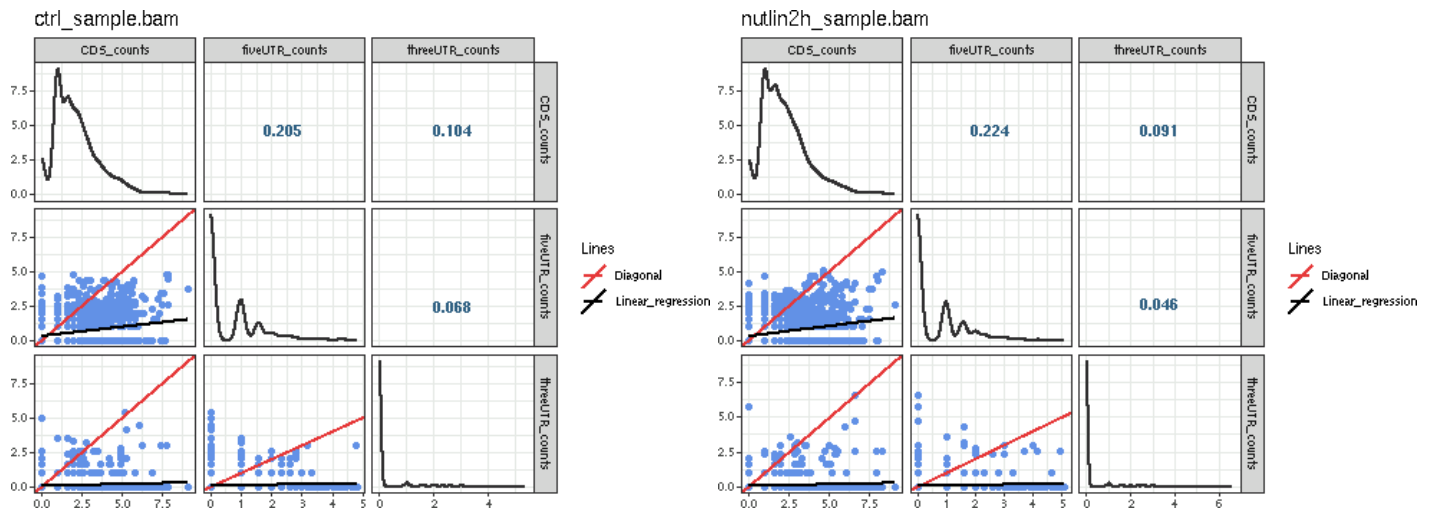 ctrl_sample.bam
CDS_counts fiveUTR_counts threeUTR_counts
7.5
5.0
2.5
0.0
0.205
0.104
CDS_counts
7.5
5.0
2.5
0.0
0.068
fiveUTR_counts
7.5
5.0
2.5
0.0
threeUTR_counts
0.0 2.5 5.0 7.5
0 1 2 3 4 5
0 2 4
Lines
Diagonal
Linear_regression
nutlin2h_sample.bam
CDS_counts fiveUTR_counts threeUTR_counts
7.5
5.0
2.5
0.0
0.224
0.091
CDS_counts
7.5
5.0
2.5
0.0
0.046
fiveUTR_counts
7.5
5.0
2.5
0.0
threeUTR_counts
0.0 2.5 5.0 7.5
0 1 2 3 4 5
0 2 4 6
Lines
Diagonal
Linear_regression